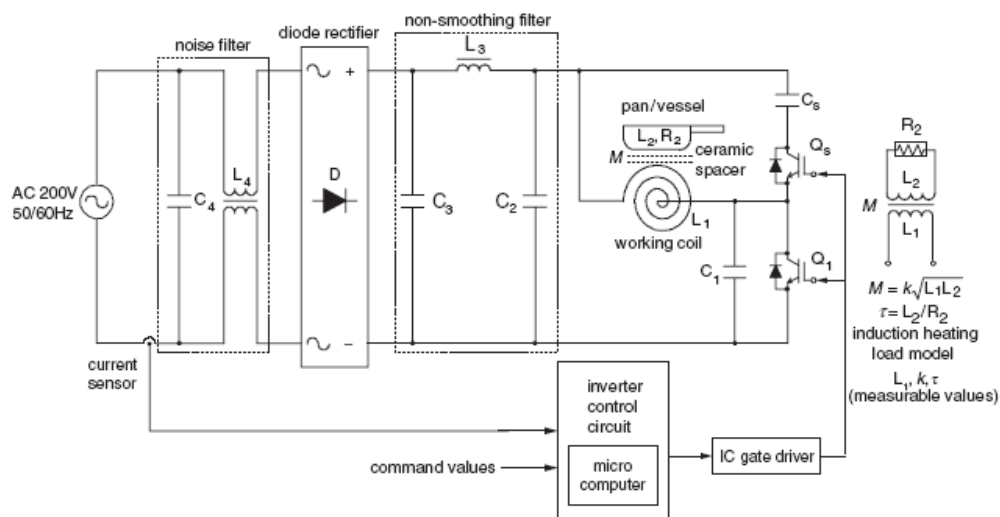 non-smoothing filter
diode rectifier
noise filter
L3
Cs
pan/vessel
R2
L2, R2
Qs
M
ceramic
spacer
L2
AC 200V
50/60Hz
L4
D
C4
C3
C2
M
L1
L1
working coil
Q1
C1
M = k√L1L2
τ = L2/R2
induction heating
load model
L1, k, τ
(measurable values)
current
sensor
inverter
control
circuit
command values
micro
computer
IC gate driver